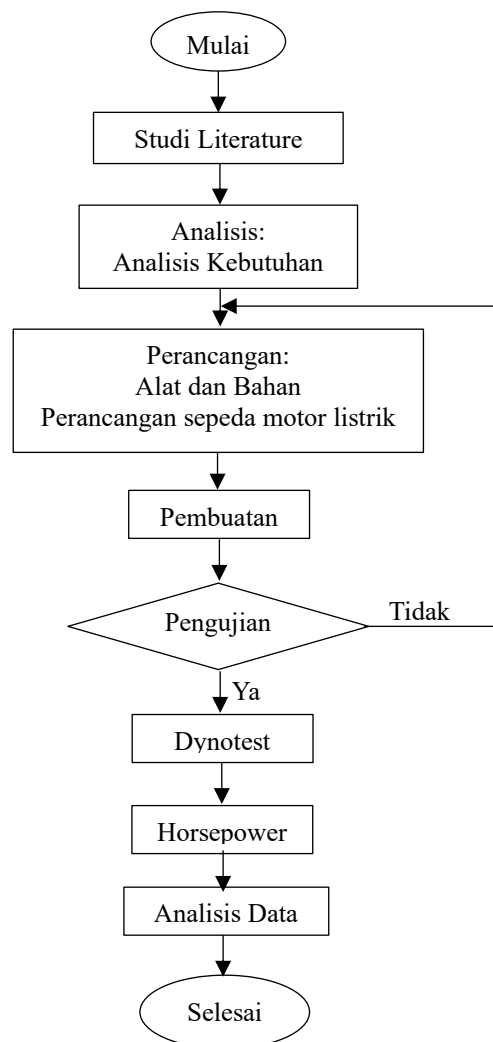 Mulai
Studi Literature
Analisis:
Analisis Kebutuhan
Perancangan:
Alat dan Bahan
Perancangan sepeda motor listrik
Pembuatan
Pengujian
Tidak
Ya
Dynotest
Horsepower
Analisis Data
Selesai